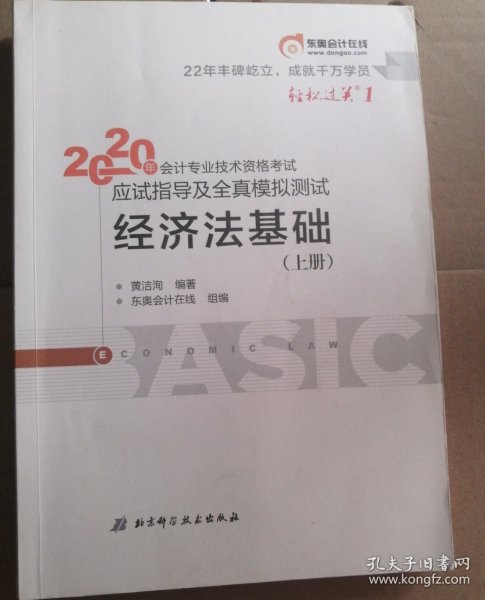 东奥会计在线
www.dongao.com
22年丰碑屹立,成就千万学员
轻松过关®1
2020年会计专业技术资格考试
应试指导及全真模拟测试
经济法基础
(上册)
黄洁洵 编著
东奥会计在线 组编
BASIC
ECONOMIC LAW
北京科学技术出版社
孔夫子旧书网
www.kongfz.com